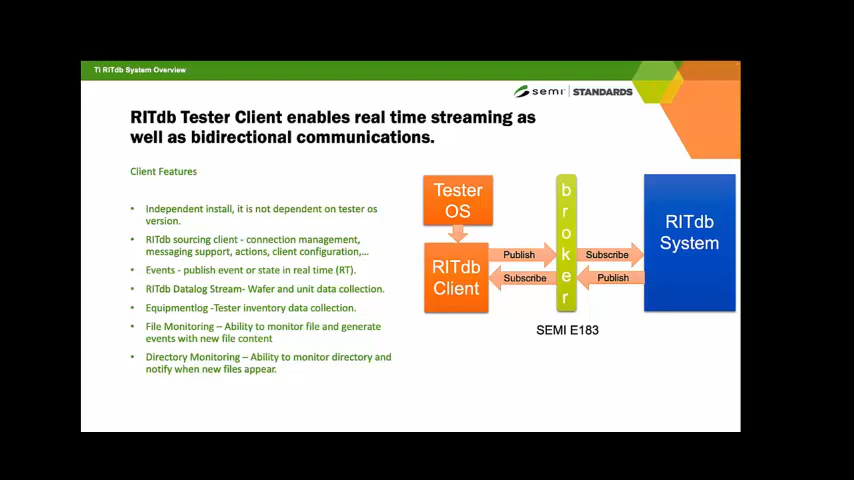 TI RITdb System Overview
semi | STANDARDS
RITdb Tester Client enables real time streaming as
well as bidirectional communications.
Client Features
• Independent install, it is not dependent on tester os
version.
• RITdb sourcing client - connection management,
messaging support, actions, client configuration,...
• Events - publish event or state in real time (RT).
• RITdb Datalog Stream- Wafer and unit data collection.
• Equipmentlog -Tester inventory data collection.
• File Monitoring – Ability to monitor file and generate
events with new file content
• Directory Monitoring – Ability to monitor directory and
notify when new files appear.
Tester
OS
RITdb
Client
Publish
Subscribe
broker
Subscribe
Publish
RITdb
System
SEMI E183